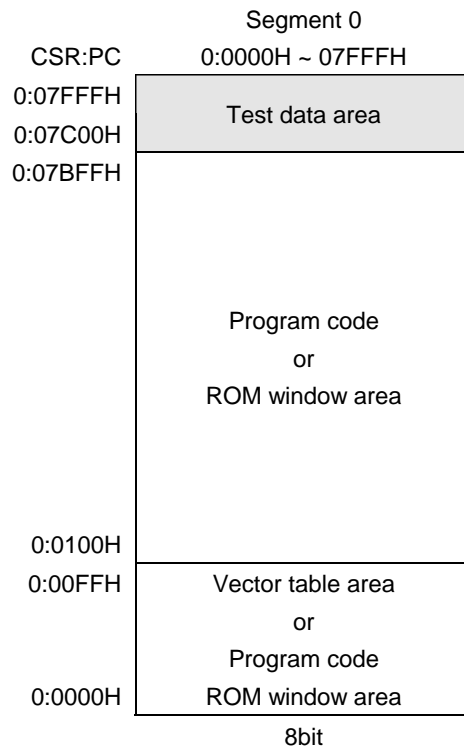 Segment 0
CSR:PC 0:0000H ~ 07FFFH
0:07FFFH
Test data area
0:07C00H
0:07BFFH
Program code
or
ROM window area
0:0100H
0:00FFH Vector table area
or
Program code
0:0000H ROM window area
8bit